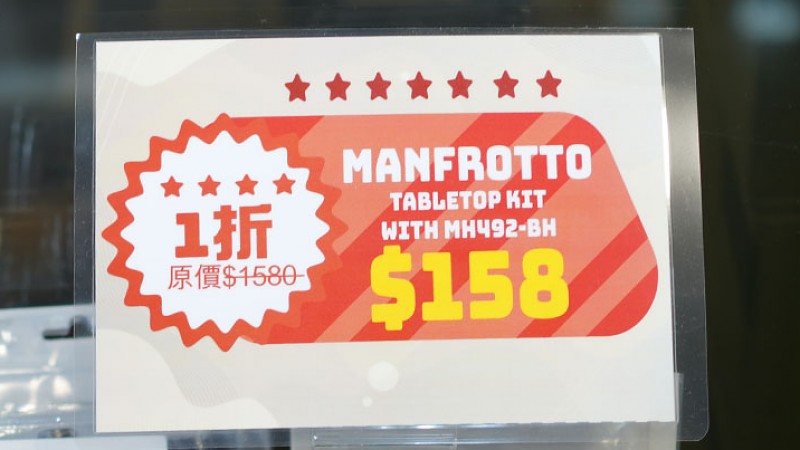 1折
原價$1580
MANFROTTO
TABLETOP KIT
WITH MH492-BH
$158